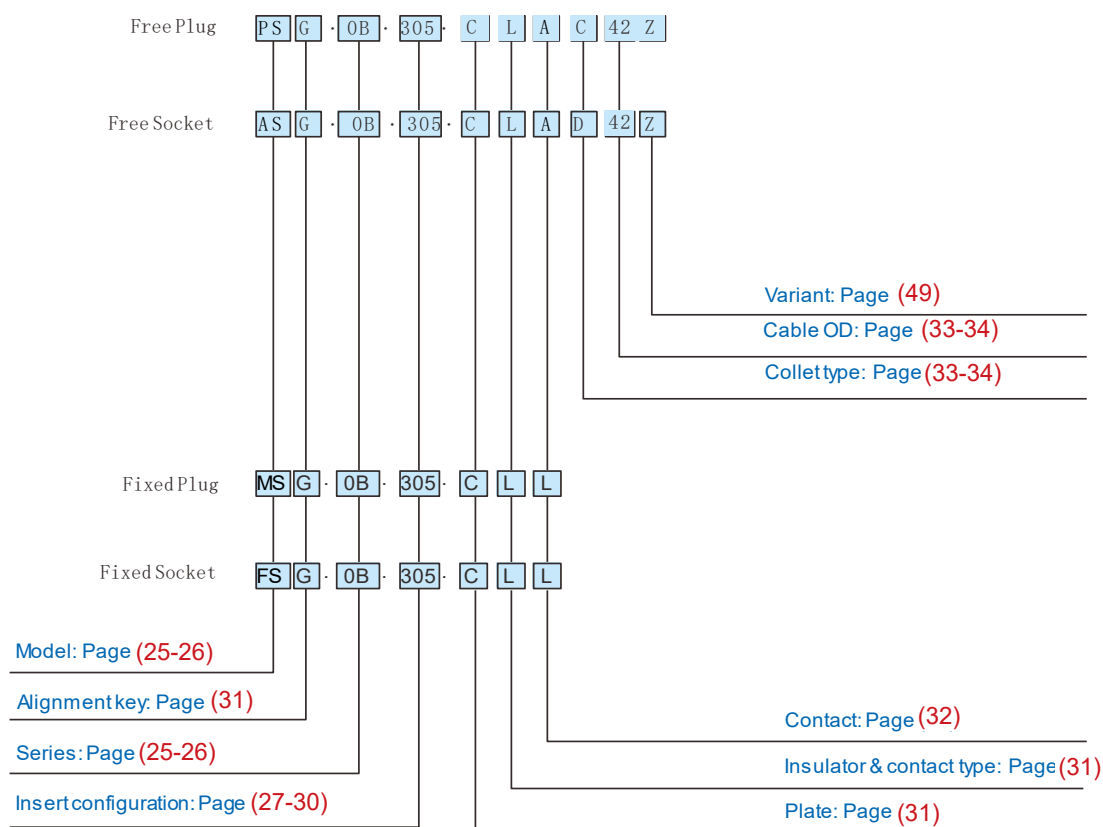 Free Plug PS G · 0B · 305 · C L A C 42 Z
Free Socket AS G · 0B · 305 · C L A D 42 Z
Variant: Page (49)
Cable OD: Page (33-34)
Collet type: Page (33-34)
Fixed Plug MS G · 0B · 305 · C L L
Fixed Socket FS G · 0B · 305 · C L L
Model: Page (25-26)
Alignment key: Page (31)
Series: Page (25-26)
Insert configuration: Page (27-30)
Contact: Page (32)
Insulator & contact type: Page (31)
Plate: Page (31)